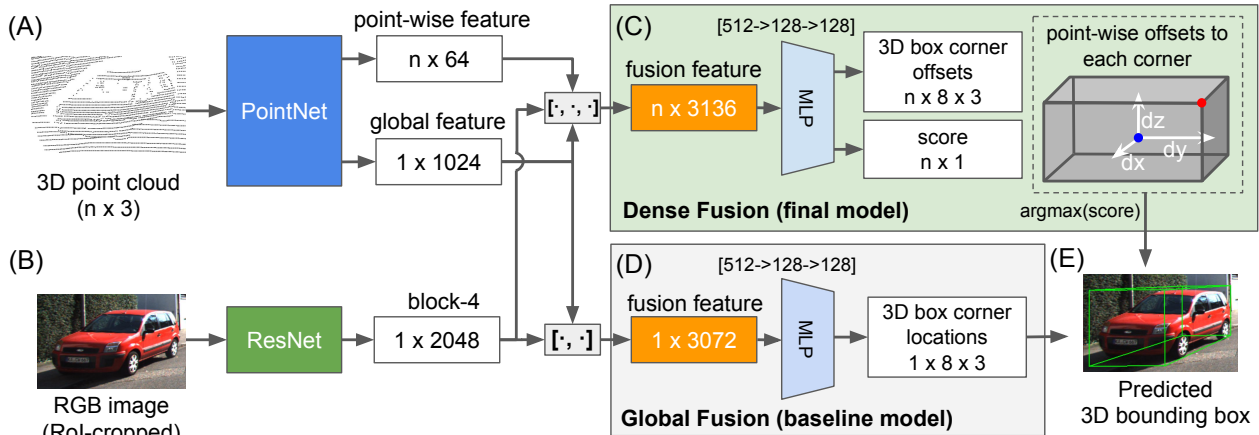 (A)
point-wise feature
n x 64
PointNet
global feature
1 x 1024
3D point cloud
(n x 3)
[·, ·, ·]
(B)
RGB image
(RoI-cropped)
ResNet
block-4
1 x 2048
[·, ·]
(C)
[512->128->128]
fusion feature
n x 3136
MLP
3D box corner
offsets
n x 8 x 3
score
n x 1
point-wise offsets to
each corner
dz
dy
dx
Dense Fusion (final model)
argmax(score)
(D)
[512->128->128]
fusion feature
1 x 3072
MLP
3D box corner
locations
1 x 8 x 3
Global Fusion (baseline model)
(E)
Predicted
3D bounding box